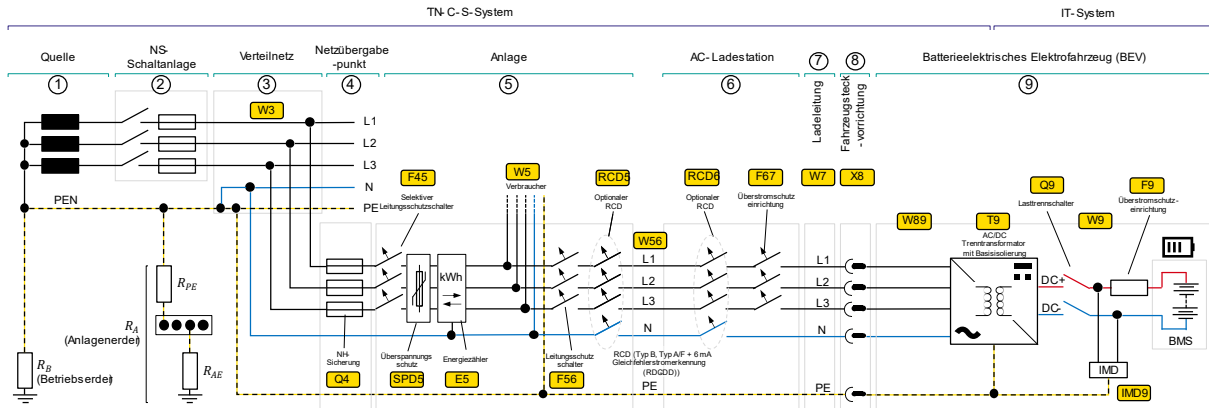 TN-C-S-System
IT-System
Quelle
NS-
Schaltanlage
Verteilnetz
Netzübergabe
-punkt
Anlage
AC-Ladestation
Ladeleitung
Fahrzeugsteck
-vorrichtung
Batterieelektrisches Elektrofahrzeug (BEV)
1
2
3
4
5
6
7
8
9
W3
L1
L2
L3
N
PE
PEN
F45
Selektiver
Leitungsschutzschalter
W5
Verbraucher
RCD5
Optionaler
RCD
RCD6
Optionaler
RCD
F67
Überstromschutz
einrichtung
W7
X8
Q9
Lasttrennschalter
F9
Überstromschutz-
einrichtung
W89
T9
AC/DC
Trenntransformator
mit Basisisolierung
W9
W56
L1
L2
L3
N
PE
L1
L2
L3
N
PE
kWh
DC+
DC-
BMS
IMD
IMD9
R_PE
R_A
(Anlagenerder)
R_B
(Betriebserder)
R_AE
NH-
Sicherung
Q4
Überspannungs
schutz
SPD5
Energiezähler
E5
Leitungsschutz
schalter
F56
RCD (Typ B, Typ A/F + 6 mA
Gleichfehlerstromerkennung